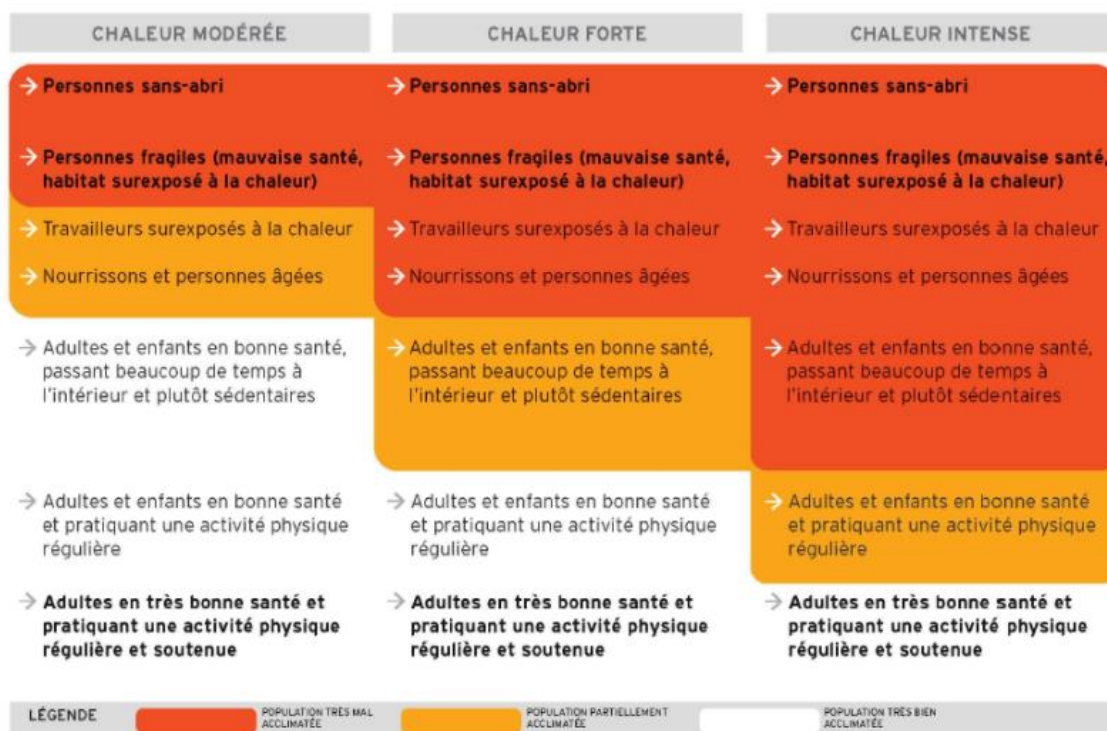 CHALEUR MODÉRÉE
CHALEUR FORTE
CHALEUR INTENSE
→ Personnes sans-abri
→ Personnes fragiles (mauvaise santé,
habitat surexposé à la chaleur)
→ Travailleurs surexposés à la chaleur
→ Nourrissons et personnes âgées
→ Adultes et enfants en bonne santé,
passant beaucoup de temps à
l'intérieur et plutôt sédentaires
→ Adultes et enfants en bonne santé
et pratiquant une activité physique
régulière
→ Adultes en très bonne santé et
pratiquant une activité physique
régulière et soutenue
→ Personnes sans-abri
→ Personnes fragiles (mauvaise santé,
habitat surexposé à la chaleur)
→ Travailleurs surexposés à la chaleur
→ Nourrissons et personnes âgées
→ Adultes et enfants en bonne santé,
passant beaucoup de temps à
l'intérieur et plutôt sédentaires
→ Adultes et enfants en bonne santé
et pratiquant une activité physique
régulière
→ Adultes en très bonne santé et
pratiquant une activité physique
régulière et soutenue
→ Personnes sans-abri
→ Personnes fragiles (mauvaise santé,
habitat surexposé à la chaleur)
→ Travailleurs surexposés à la chaleur
→ Nourrissons et personnes âgées
→ Adultes et enfants en bonne santé,
passant beaucoup de temps à
l'intérieur et plutôt sédentaires
→ Adultes et enfants en bonne santé
et pratiquant une activité physique
régulière
→ Adultes en très bonne santé et
pratiquant une activité physique
régulière et soutenue
LÉGENDE
POPULATION TRÈS MAL
ACCLIMATÉE
POPULATION PARTIELLEMENT
ACCLIMATÉE
POPULATION TRÈS BIEN
ACCLIMATÉE